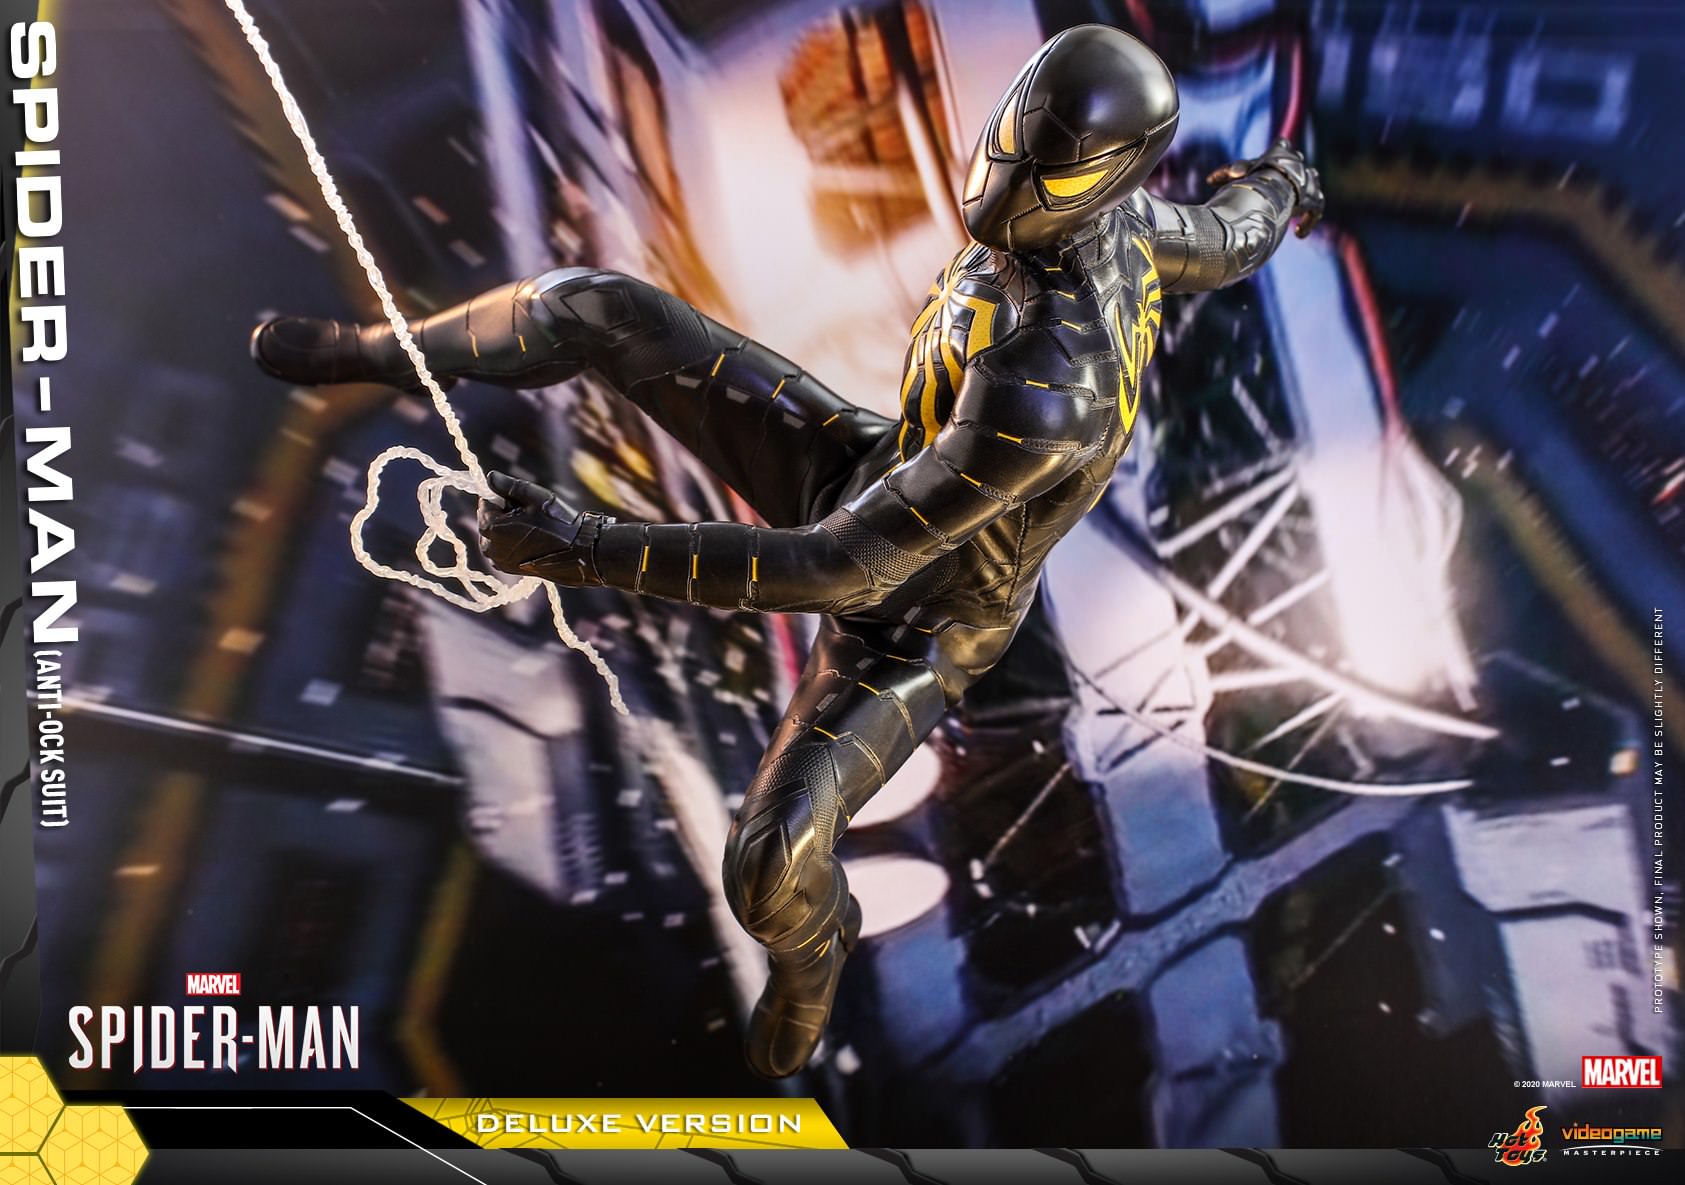 SPIDER-MAN (ANTI-OCK SUIT)
MARVEL
SPIDER-MAN
DELUXE VERSION
PROTOTYPE SHOWN, FINAL PRODUCT MAY BE SLIGHTLY DIFFERENT
© 2020 MARVEL
MARVEL
Hot Toys
videogame
MASTERPIECE